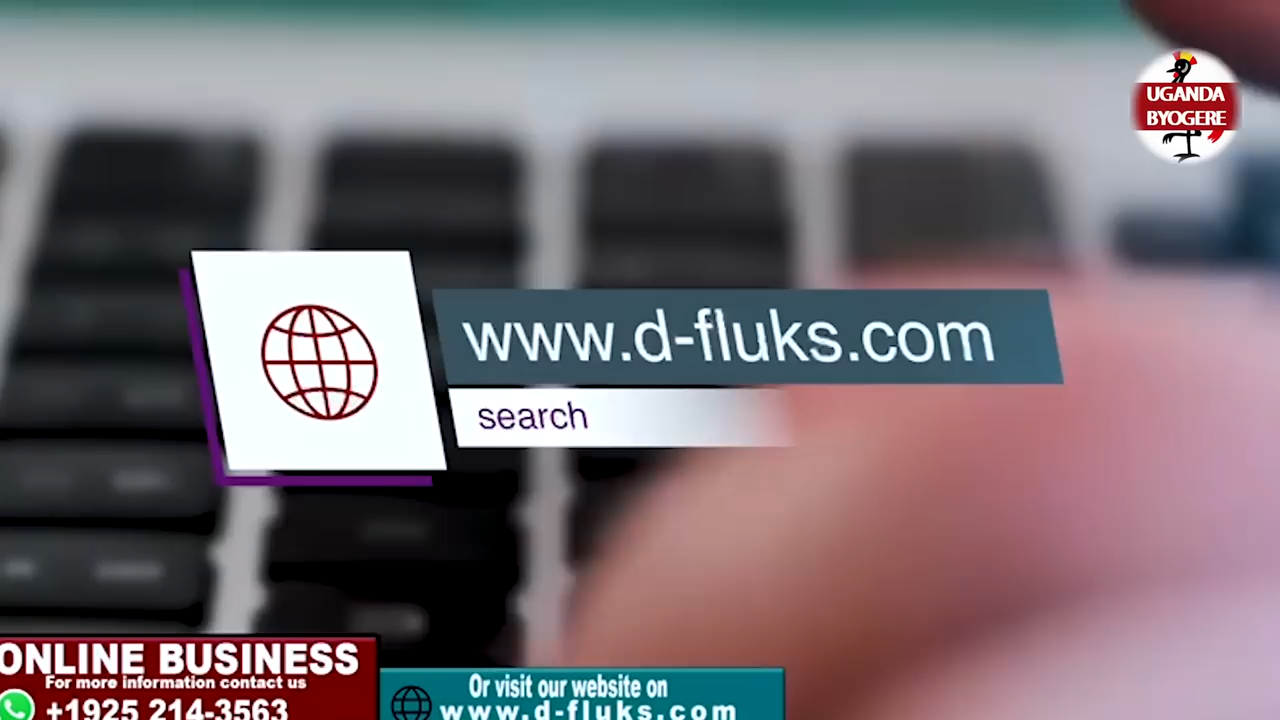 UGANDA
BYOGERE
www.d-fluks.com
search
ONLINE BUSINESS
For more information contact us
+1925 214-3563
Or visit our website on
www.d-fluks.com